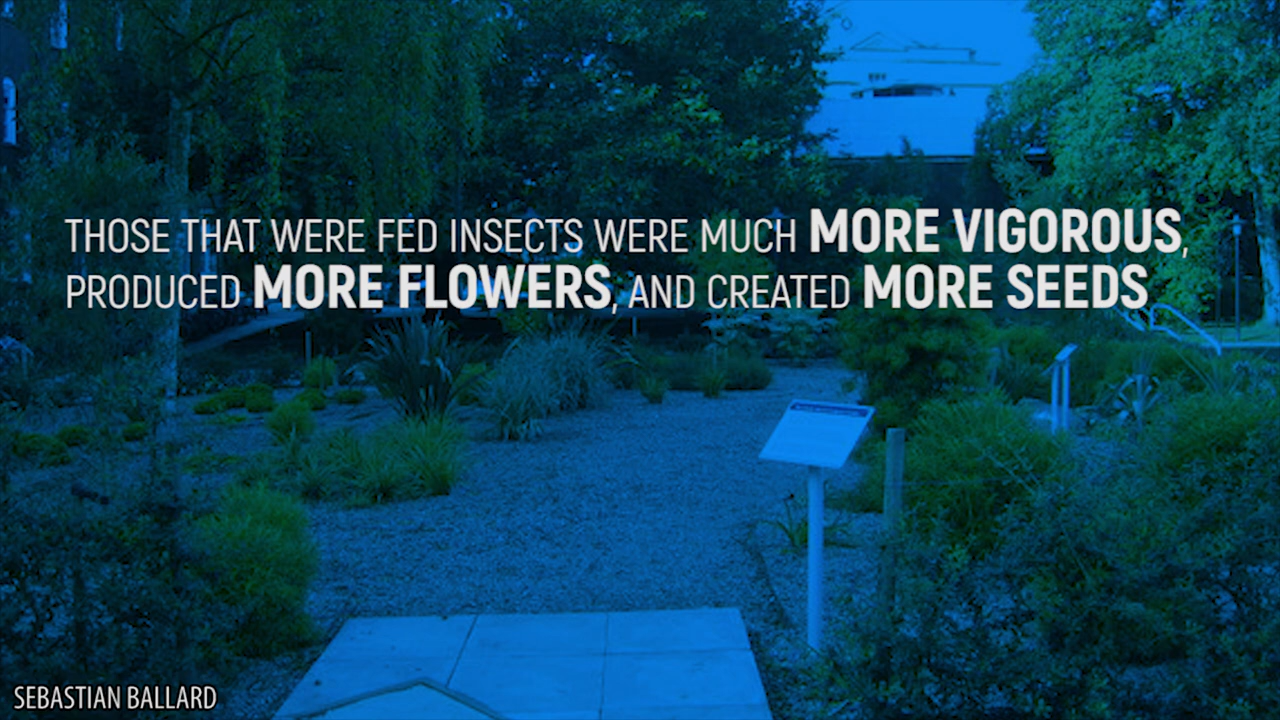 THOSE THAT WERE FED INSECTS WERE MUCH MORE VIGOROUS,
PRODUCED MORE FLOWERS, AND CREATED MORE SEEDS
SEBASTIAN BALLARD